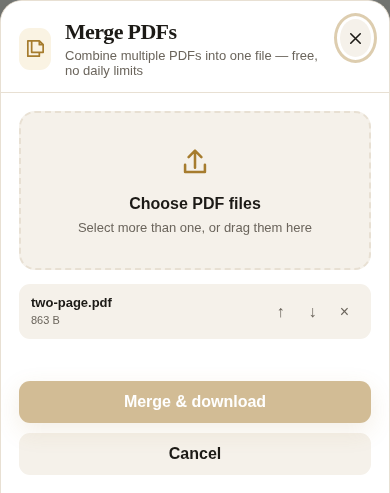 Merge PDFs
Combine multiple PDFs into one file — free,
no daily limits
Choose PDF files
Select more than one, or drag them here
two-page.pdf
863 B
↑ ↓ ×
Merge & download
Cancel